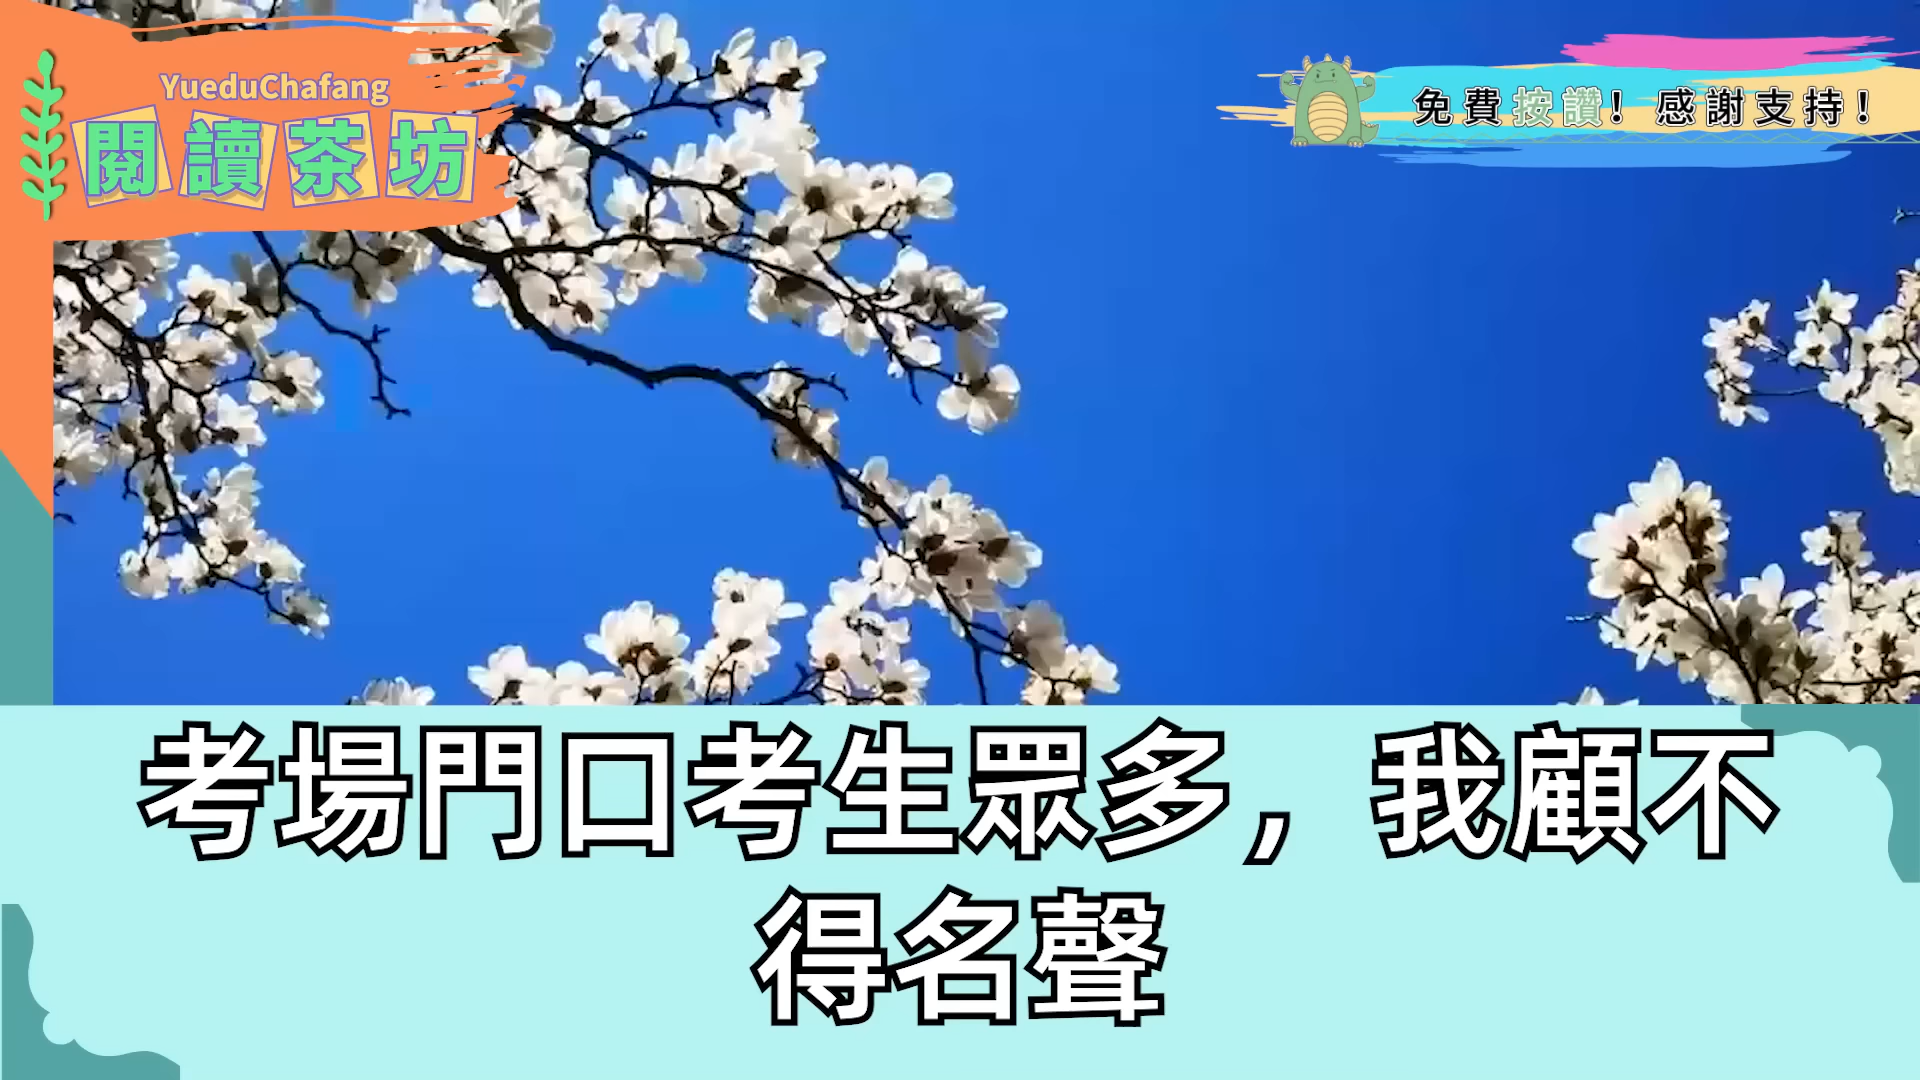 YueduChafang
閱讀茶坊
免費按讚！感謝支持！
考場門口考生眾多，我顧不
得名聲